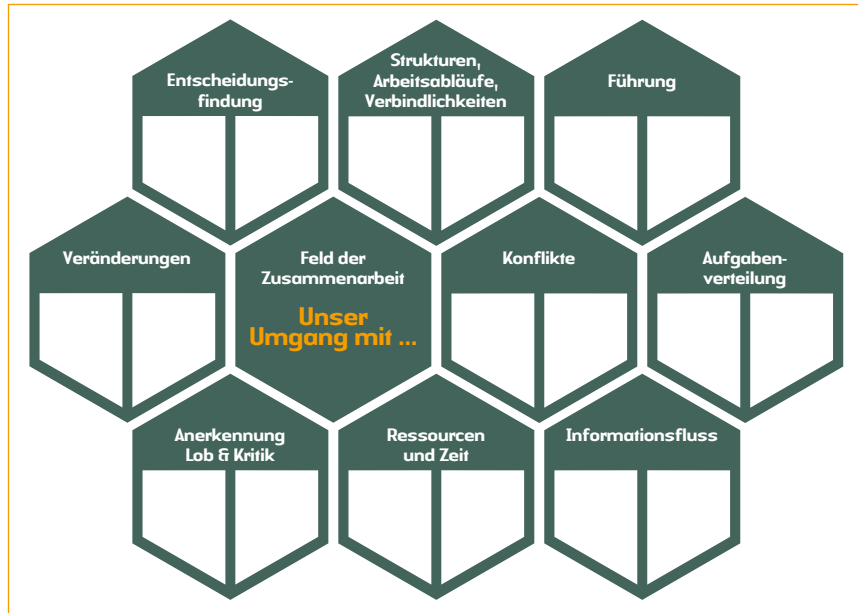 Entscheidungs-
findung
Strukturen,
Arbeitsabläufe,
Verbindlichkeiten
Führung
Veränderungen
Feld der
Zusammenarbeit
Unser
Umgang mit ...
Konflikte
Aufgaben-
verteilung
Anerkennung
Lob & Kritik
Ressourcen
und Zeit
Informationsfluss